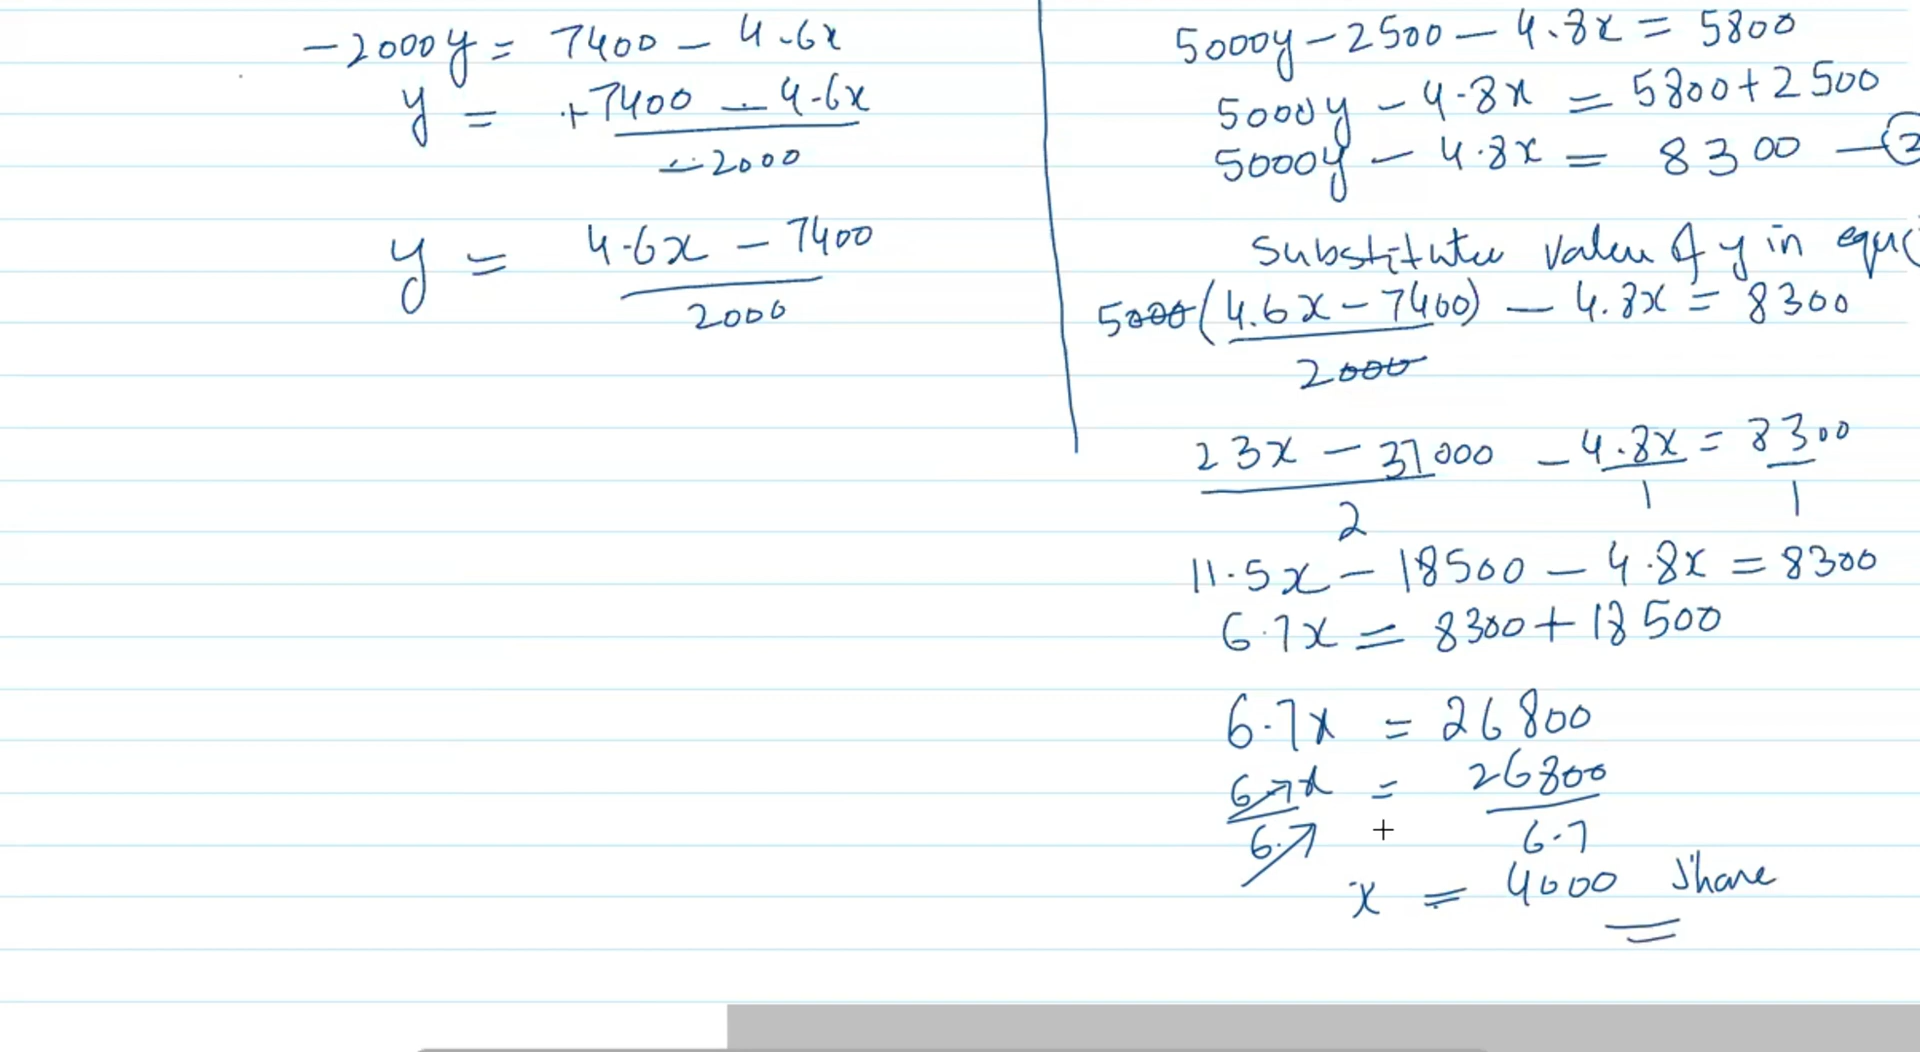 -2000y = 7400 - 4.6x
y = +7400 - 4.6x
-2000
y = 4.6x - 7400
2000
5000y - 2500 - 4.8x = 5800
5000y - 4.8x = 5800 + 2500
5000y - 4.8x = 8300 - 2
Substitute value of y in equ
5000 (4.6x - 7400) - 4.8x = 8300
2000
23x - 37000 - 4.8x = 8300
2 1 1
11.5x - 18500 - 4.8x = 8300
6.7x = 8300 + 18500
6.7x = 26800
6.7x = 26800
6.7 6.7
x = 4000 share